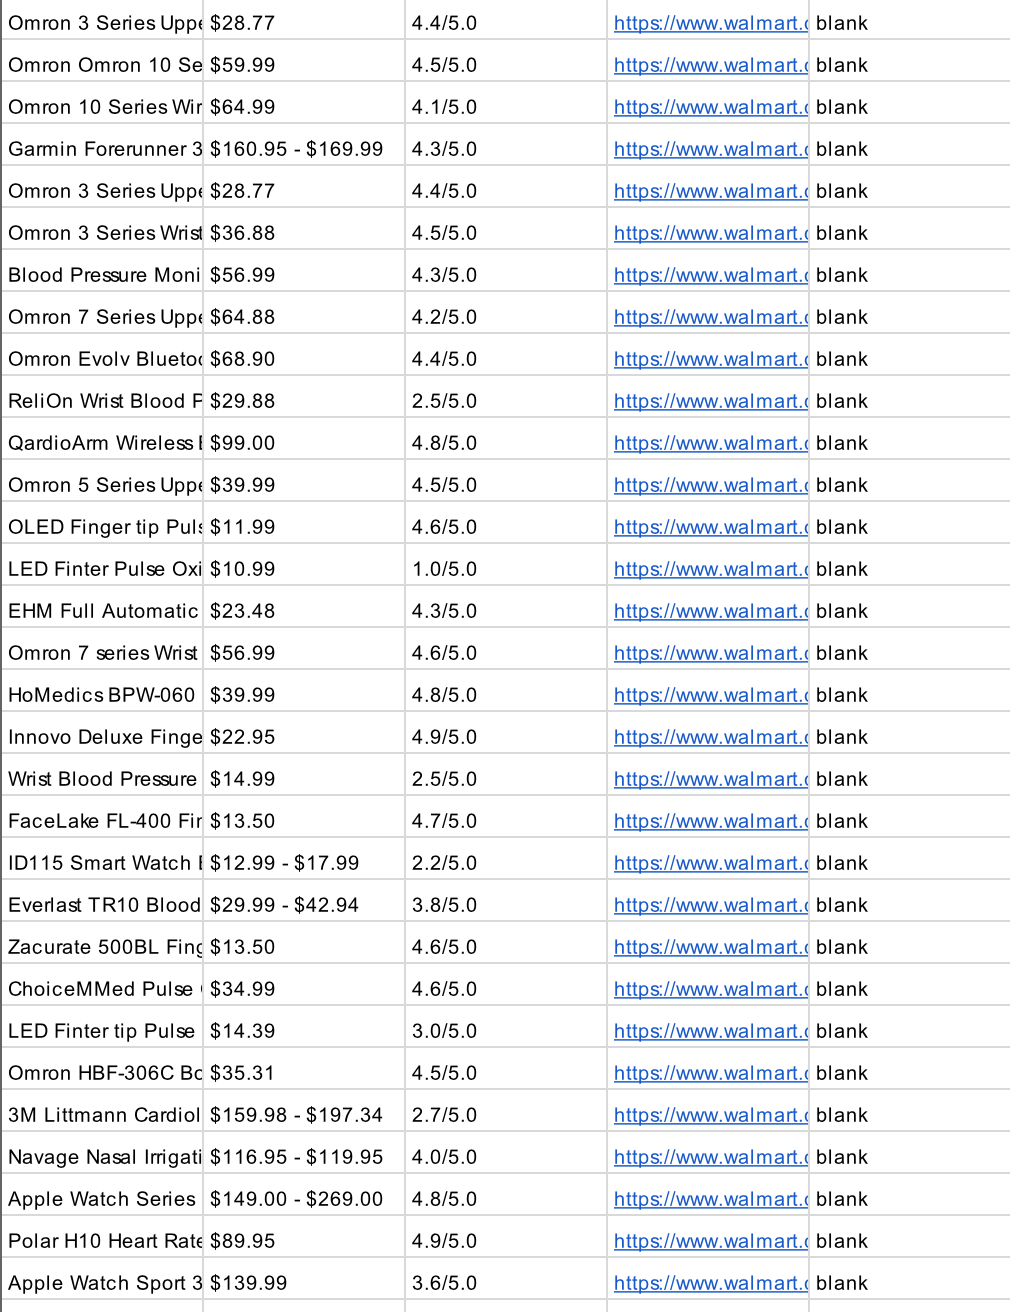 Omron 3 Series Uppe $28.77 4.4/5.0 https://www.walmart.c blank
Omron Omron 10 Se $59.99 4.5/5.0 https://www.walmart.c blank
Omron 10 Series Wir $64.99 4.1/5.0 https://www.walmart.c blank
Garmin Forerunner 3 $160.95 - $169.99 4.3/5.0 https://www.walmart.c blank
Omron 3 Series Uppe $28.77 4.4/5.0 https://www.walmart.c blank
Omron 3 Series Wrist $36.88 4.5/5.0 https://www.walmart.c blank
Blood Pressure Moni $56.99 4.3/5.0 https://www.walmart.c blank
Omron 7 Series Uppe $64.88 4.2/5.0 https://www.walmart.c blank
Omron Evolv Bluetoo $68.90 4.4/5.0 https://www.walmart.c blank
ReliOn Wrist Blood P $29.88 2.5/5.0 https://www.walmart.c blank
QardioArm Wireless B $99.00 4.8/5.0 https://www.walmart.c blank
Omron 5 Series Uppe $39.99 4.5/5.0 https://www.walmart.c blank
OLED Finger tip Puls $11.99 4.6/5.0 https://www.walmart.c blank
LED Finter Pulse Oxi $10.99 1.0/5.0 https://www.walmart.c blank
EHM Full Automatic $23.48 4.3/5.0 https://www.walmart.c blank
Omron 7 series Wrist $56.99 4.6/5.0 https://www.walmart.c blank
HoMedics BPW-060 $39.99 4.8/5.0 https://www.walmart.c blank
Innovo Deluxe Finge $22.95 4.9/5.0 https://www.walmart.c blank
Wrist Blood Pressure $14.99 2.5/5.0 https://www.walmart.c blank
FaceLake FL-400 Fin $13.50 4.7/5.0 https://www.walmart.c blank
ID115 Smart Watch B $12.99 - $17.99 2.2/5.0 https://www.walmart.c blank
Everlast TR10 Blood $29.99 - $42.94 3.8/5.0 https://www.walmart.c blank
Zacurate 500BL Fing $13.50 4.6/5.0 https://www.walmart.c blank
ChoiceMMed Pulse $34.99 4.6/5.0 https://www.walmart.c blank
LED Finter tip Pulse $14.39 3.0/5.0 https://www.walmart.c blank
Omron HBF-306C Bo $35.31 4.5/5.0 https://www.walmart.c blank
3M Littmann Cardiol $159.98 - $197.34 2.7/5.0 https://www.walmart.c blank
Navage Nasal Irrigati $116.95 - $119.95 4.0/5.0 https://www.walmart.c blank
Apple Watch Series $149.00 - $269.00 4.8/5.0 https://www.walmart.c blank
Polar H10 Heart Rate $89.95 4.9/5.0 https://www.walmart.c blank
Apple Watch Sport 3 $139.99 3.6/5.0 https://www.walmart.c blank